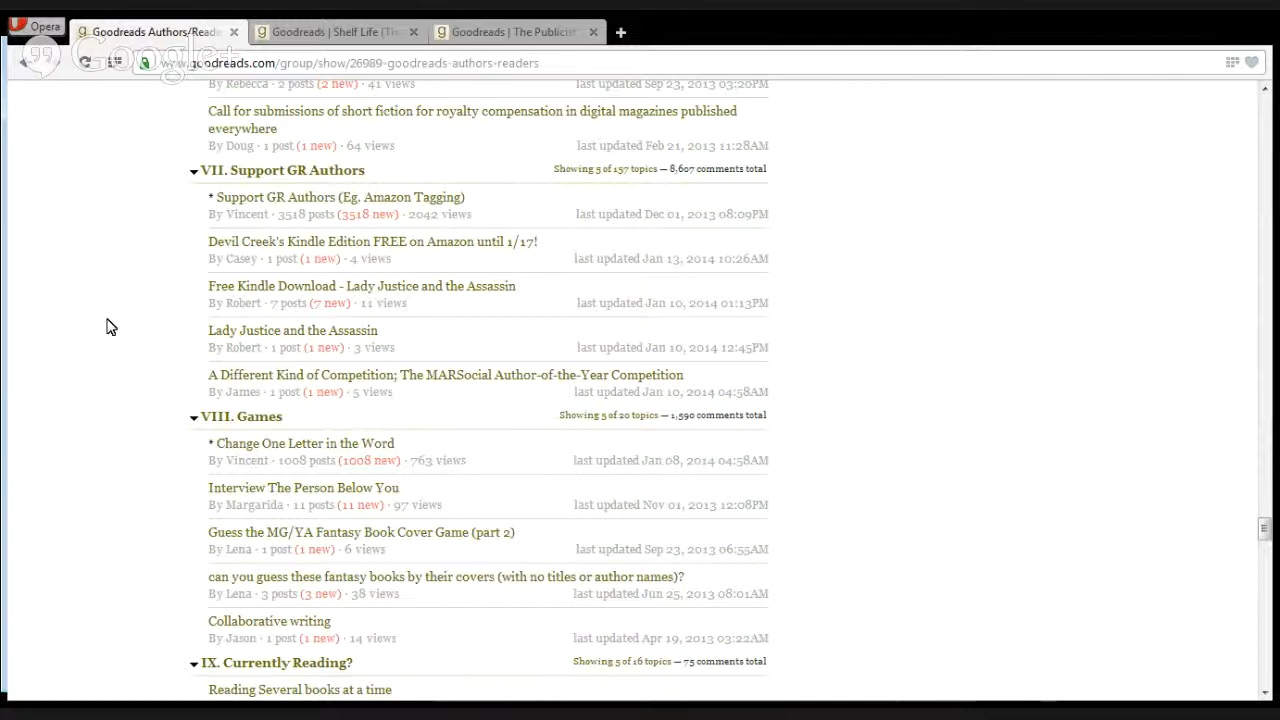 Opera
Goodreads Authors/Reade
Goodreads | Shelf Life (Th
Goodreads | The Publicis
Google+
www.goodreads.com/group/show/26989-goodreads-authors-readers
By Rebecca · 2 posts (2 new) · 41 views last updated Sep 23, 2013 03:20PM
Call for submissions of short fiction for royalty compensation in digital magazines published
everywhere
By Doug · 1 post (1 new) · 64 views last updated Feb 21, 2013 11:28AM
VII. Support GR Authors Showing 5 of 157 topics — 8,607 comments total
* Support GR Authors (Eg. Amazon Tagging)
By Vincent · 3518 posts (3518 new) · 2042 views last updated Dec 01, 2013 08:09PM
Devil Creek's Kindle Edition FREE on Amazon until 1/17!
By Casey · 1 post (1 new) · 4 views last updated Jan 13, 2014 10:26AM
Free Kindle Download - Lady Justice and the Assassin
By Robert · 7 posts (7 new) · 11 views last updated Jan 10, 2014 01:13PM
Lady Justice and the Assassin
By Robert · 1 post (1 new) · 3 views last updated Jan 10, 2014 12:45PM
A Different Kind of Competition; The MARSocial Author-of-the-Year Competition
By James · 1 post (1 new) · 5 views last updated Jan 10, 2014 04:58AM
VIII. Games Showing 5 of 20 topics — 1,590 comments total
* Change One Letter in the Word
By Vincent · 1008 posts (1008 new) · 763 views last updated Jan 08, 2014 04:58AM
Interview The Person Below You
By Margarida · 11 posts (11 new) · 97 views last updated Nov 01, 2013 12:08PM
Guess the MG/YA Fantasy Book Cover Game (part 2)
By Lena · 1 post (1 new) · 6 views last updated Sep 23, 2013 06:55AM
can you guess these fantasy books by their covers (with no titles or author names)?
By Lena · 3 posts (3 new) · 38 views last updated Jun 25, 2013 08:01AM
Collaborative writing
By Jason · 1 post (1 new) · 14 views last updated Apr 19, 2013 03:22AM
IX. Currently Reading? Showing 5 of 16 topics — 75 comments total
Reading Several books at a time